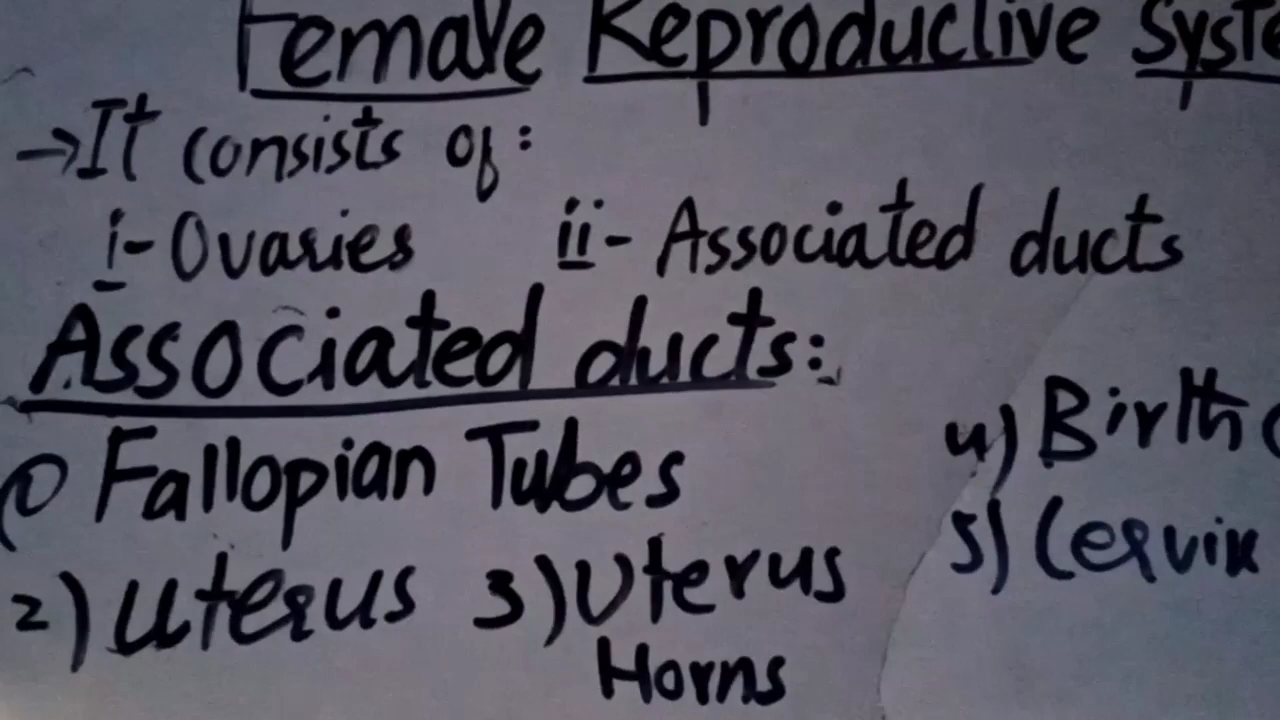 Female Reproductive Syste
→It consists of:
i- Ovaries ii- Associated ducts
Associated ducts:
1) Fallopian Tubes
2) Uterus 3) Uterus
Horns
4) Birth C
5) Cervix